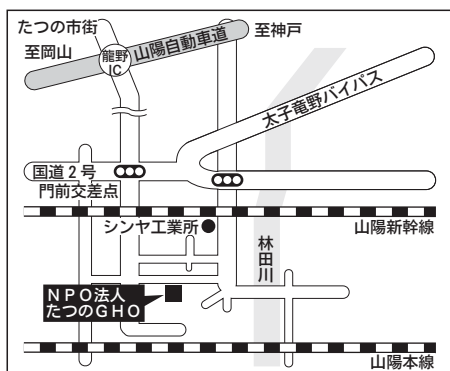 たつの市街
至岡山
龍野
IC
山陽自動車道
至神戸
太子竜野バイパス
国道2号
門前交差点
シンヤ工業所
山陽新幹線
林田川
NPO法人
たつのGHO
山陽本線